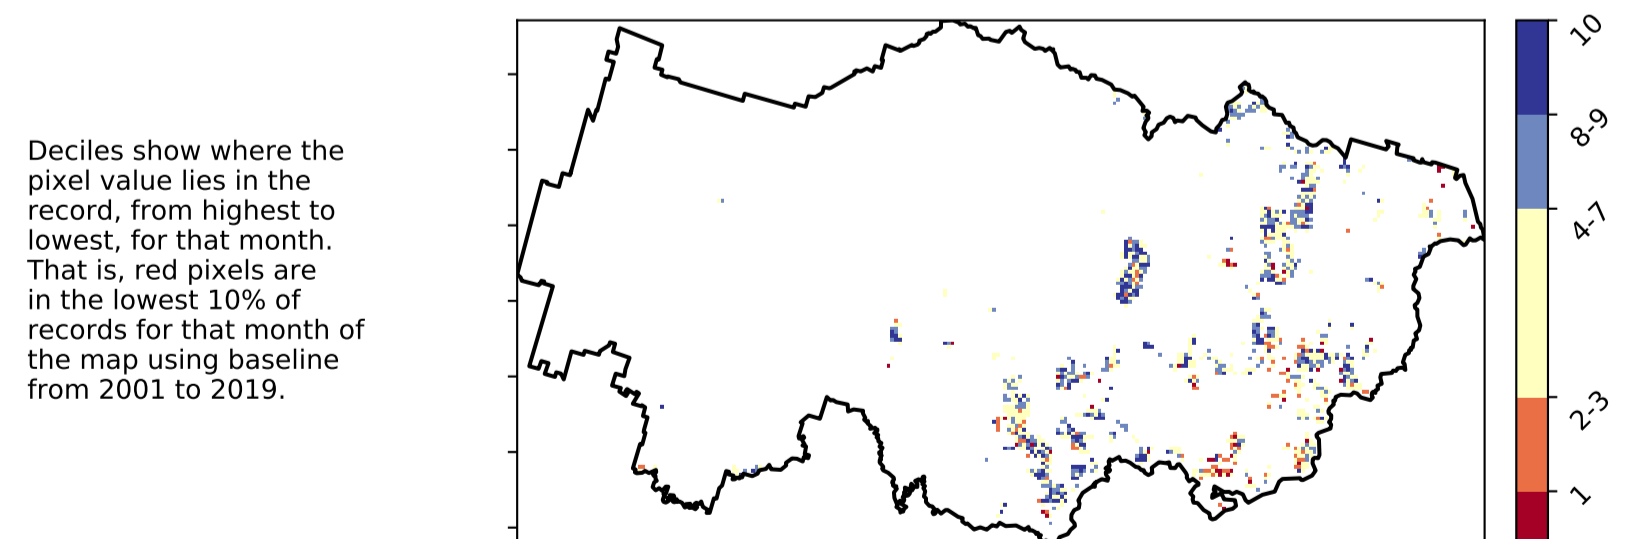 Deciles show where the
pixel value lies in the
record, from highest to
lowest, for that month.
That is, red pixels are
in the lowest 10% of
records for that month of
the map using baseline
from 2001 to 2019.
10
8-9
4-7
2-3
1